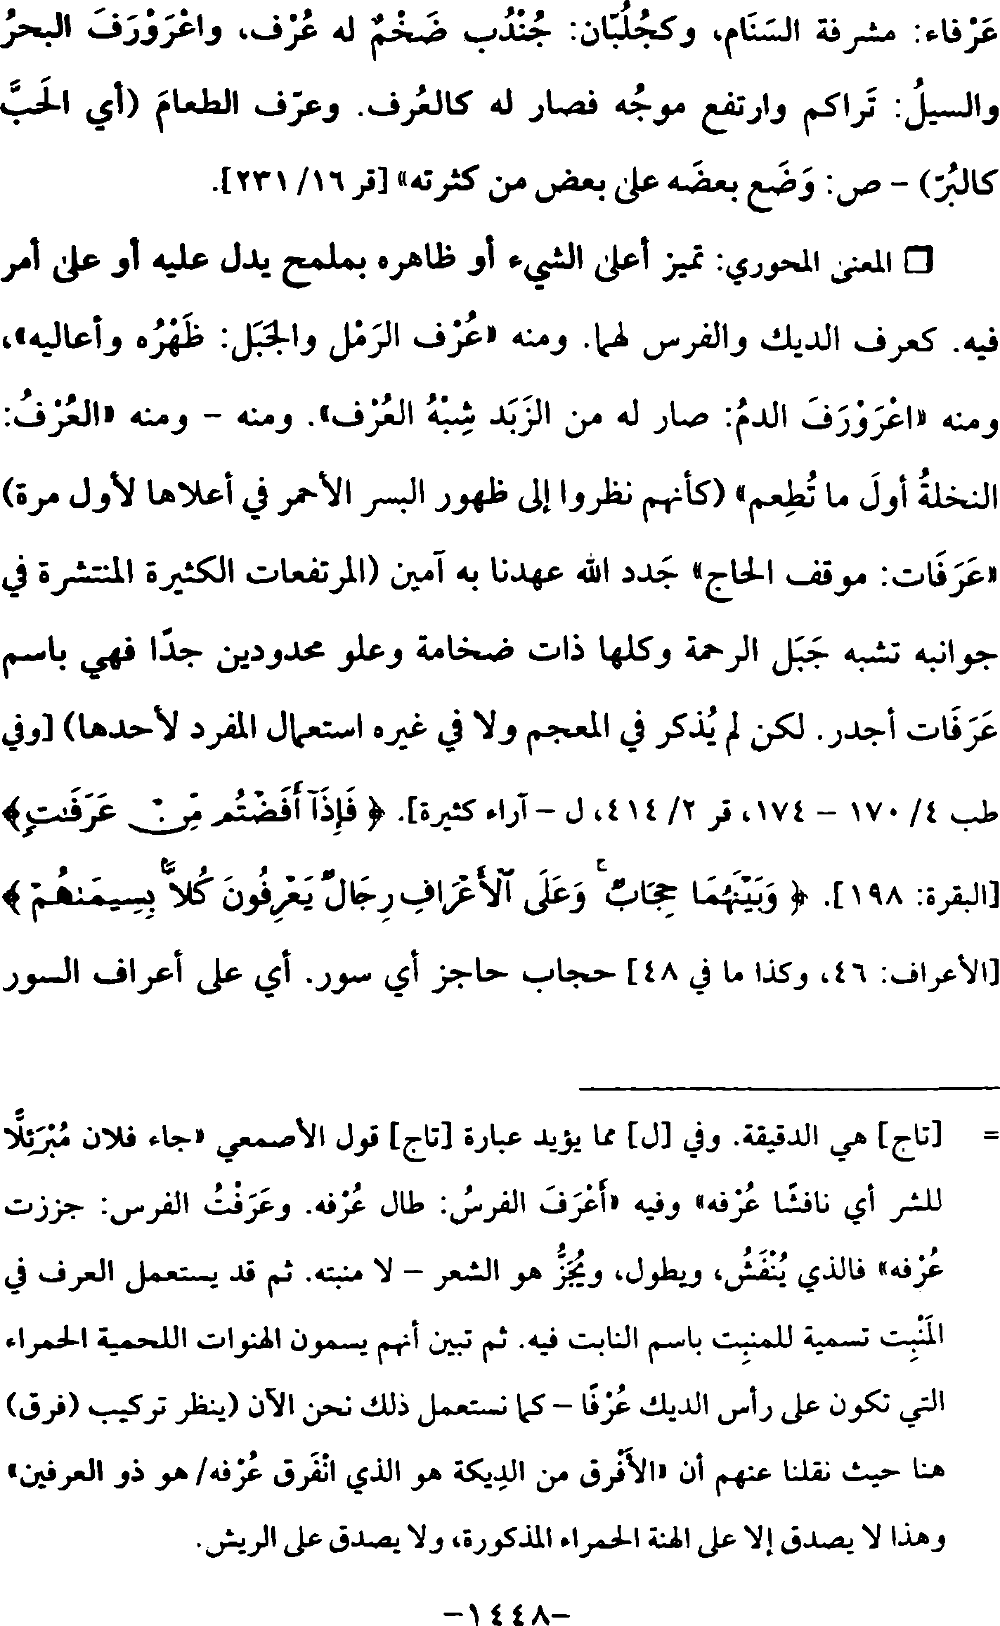 عَرْفاء: مشرفة السَنَام، وكجُلُبّان: جُنْدُب ضَخْمٌ له عُرْف، واعْرَوْرَفَ البحرُ
والسيلُ: تَراكم وارتفع موجُه فصار له كالعُرف. وعرّف الطعامَ (أي الحَبَّ
كالبُرّ) – ص: وَضَع بعضَه على بعض من كثرته» [قر ١٦/ ٢٣١].
□ المعنى المحوري: تميز أعلى الشيء أو ظاهره بملمح يدل عليه أو على أمر
فيه. كعرف الديك والفرس لهما. ومنه «عُرْف الرَمْل والجَبَل: ظَهْرُه وأعاليه»،
ومنه «اعْرَوْرَفَ الدمُ: صار له من الزَبَد شِبْهُ العُرْف». ومنه – ومنه «العُرْفُ:
النخلةُ أولَ ما تُطعِم» (كأنهم نظروا إلى ظهور البسر الأحمر في أعلاها لأول مرة)
«عَرَفَات: موقف الحاج» جَدد الله عهدنا به آمين (المرتفعات الكثيرة المنتشرة في
جوانبه تشبه جَبَل الرحمة وكلها ذات ضخامة وعلو محدودين جدًا فهي باسم
عَرَفَات أجدر. لكن لم يُذكر في المعجم ولا في غيره استعمال المفرد لأحدها) [وفي
طب ٤/ ١٧٠ – ١٧٤، قر ٢/ ٤١٤، ل – آراء كثيرة]. ﴿ فَإِذَآ أَفَضْتُم مِّنْ عَرَفَٰتٍ﴾
[البقرة: ١٩٨]. ﴿ وَبَيْنَهُمَا حِجَابٌ ۚ وَعَلَى ٱلْأَعْرَافِ رِجَالٌ يَعْرِفُونَ كُلًّا بِسِيمَىٰهُمْ ﴾
[الأعراف: ٤٦، وكذا ما في ٤٨] حجاب حاجز أي سور. أي على أعراف السور
= [تاج] هي الدقيقة. وفي [ل] مما يؤيد عبارة [تاج] قول الأصمعي «جاء فلان مُبْرَئِلًّا
للشر أي نافشًا عُرْفه» وفيه «أَعْرَفَ الفرسُ: طال عُرْفه. وعَرَفْتُ الفرس: جززت
عُرْفه» فالذي يُنْفَشُ، ويطول، ويُجَزُّ هو الشعر – لا منبته. ثم قد يستعمل العرف في
المَنْبِت تسمية للمنبِت باسم النابت فيه. ثم تبين أنهم يسمون الهنوات اللحمية الحمراء
التي تكون على رأس الديك عُرْفًا – كما نستعمل ذلك نحن الآن (ينظر تركيب (فرق)
هنا حيث نقلنا عنهم أن «الأَفْرق من الدِيكة هو الذي انْفَرق عُرْفه/ هو ذو العرفين»
وهذا لا يصدق إلا على الهنة الحمراء المذكورة، ولا يصدق على الريش.
–١٤٤٨–